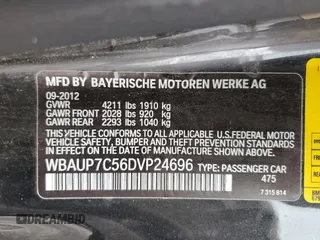 MFD BY BAYERISCHE MOTOREN WERKE AG
09-2012
GVWR 4211 lbs 1910 kg
GAWR FRONT 2028 lbs 920 kg
GAWR REAR 2293 lbs 1040 kg
THIS VEHICLE CONFORMS TO ALL APPLICABLE
U.S. FEDERAL MOTOR VEHICLE SAFETY, BUMPER
AND THEFT PREVENTION STANDARDS IN EFFECT
ON THE DATE OF MANUFACTURE SHOWN ABOVE
WBAUP7C56DVP24696 TYPE: PASSENGER CAR
475
7 315 814
DREAMBID